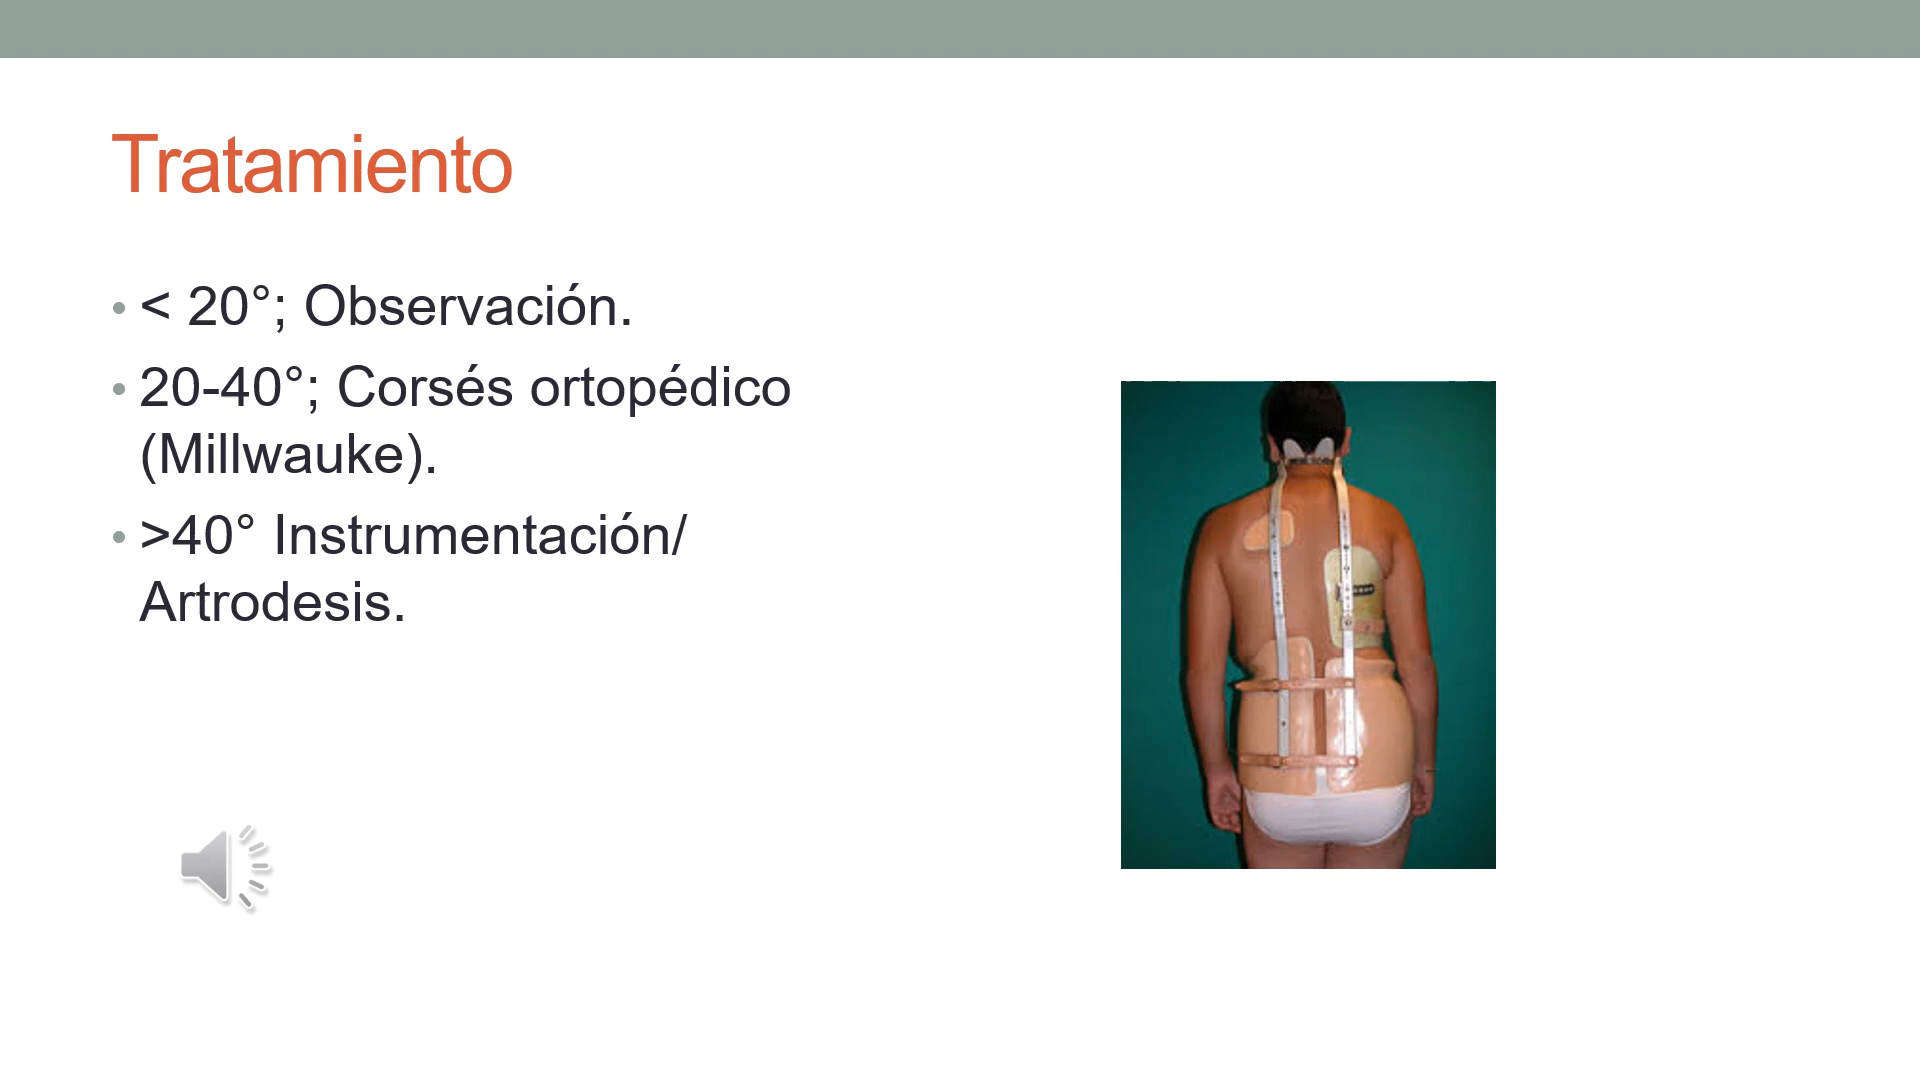 Tratamiento
• < 20°; Observación.
• 20-40°; Corsés ortopédico
(Millwauke).
• >40° Instrumentación/
Artrodesis.